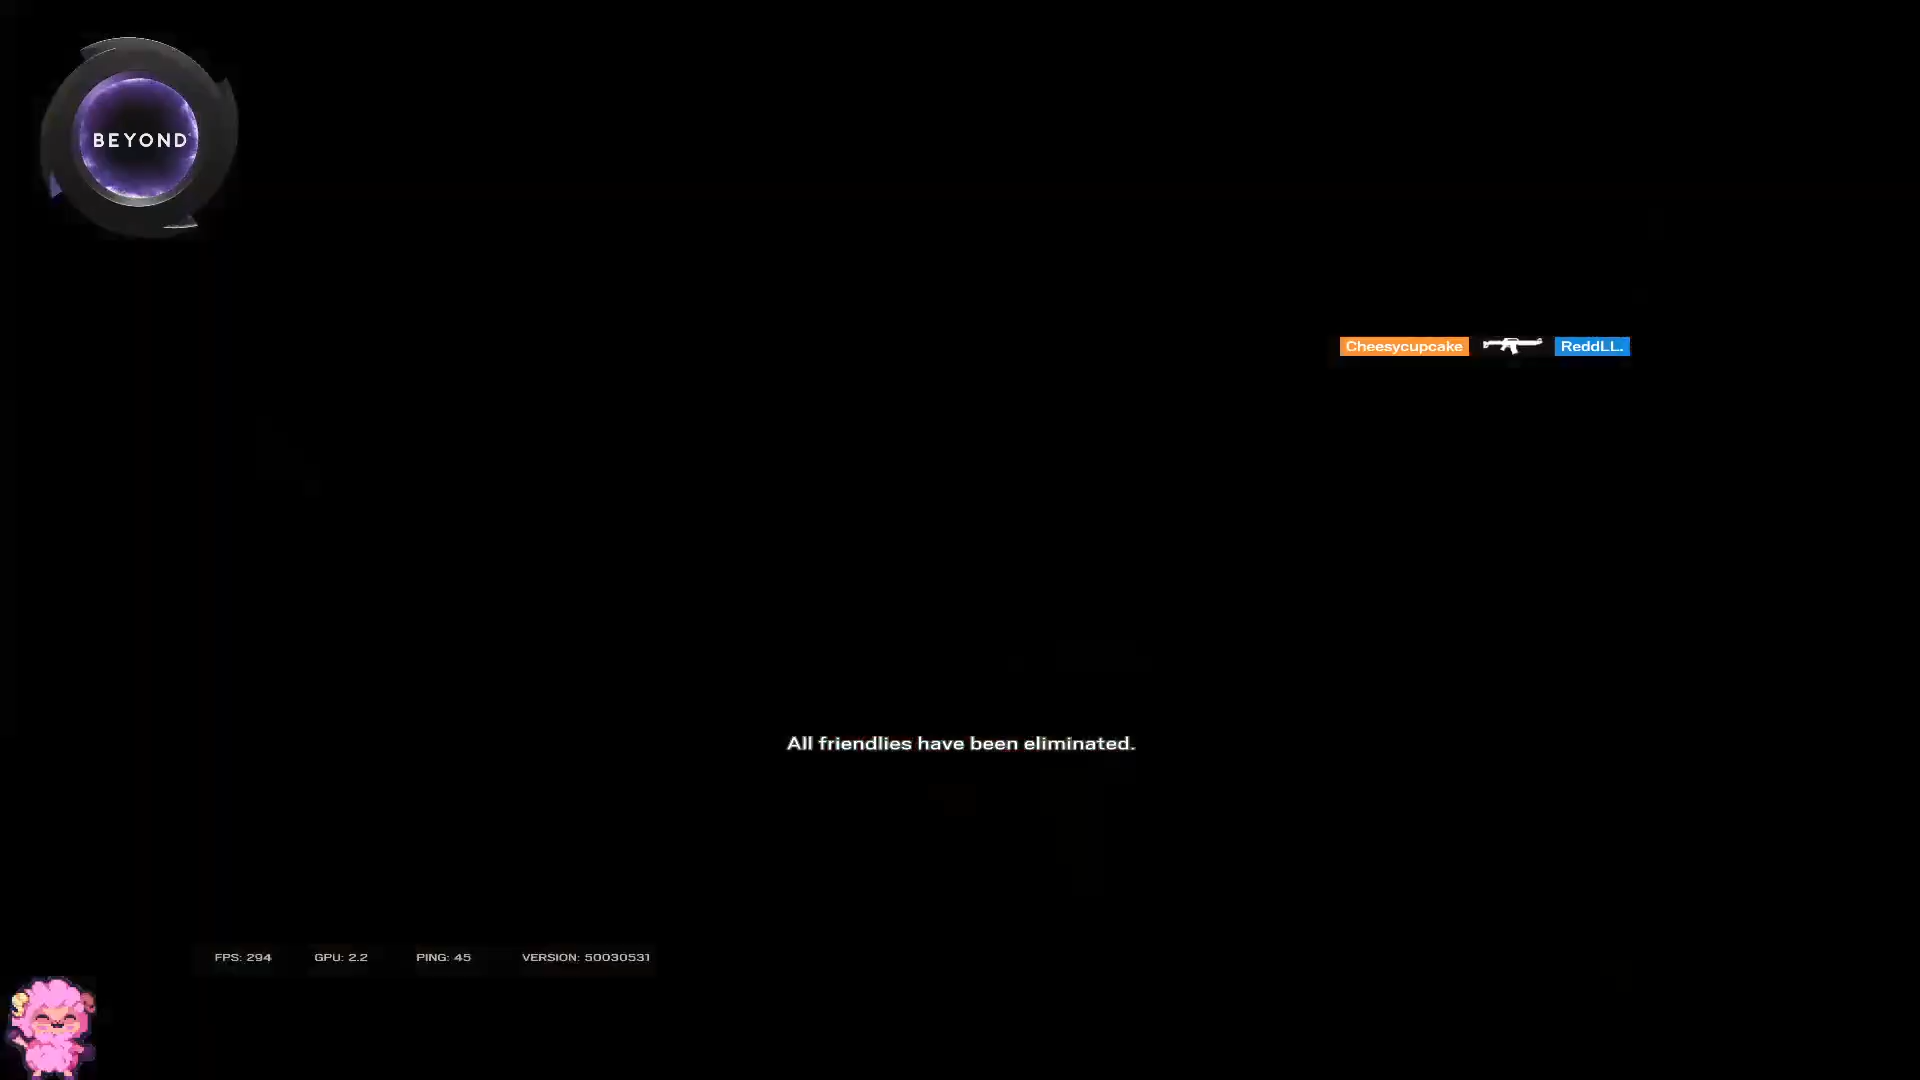 BEYOND
Cheesycupcake ReddLL.
All friendlies have been eliminated.
FPS: 294 GPU: 2.2 PING: 45 VERSION: 50030531